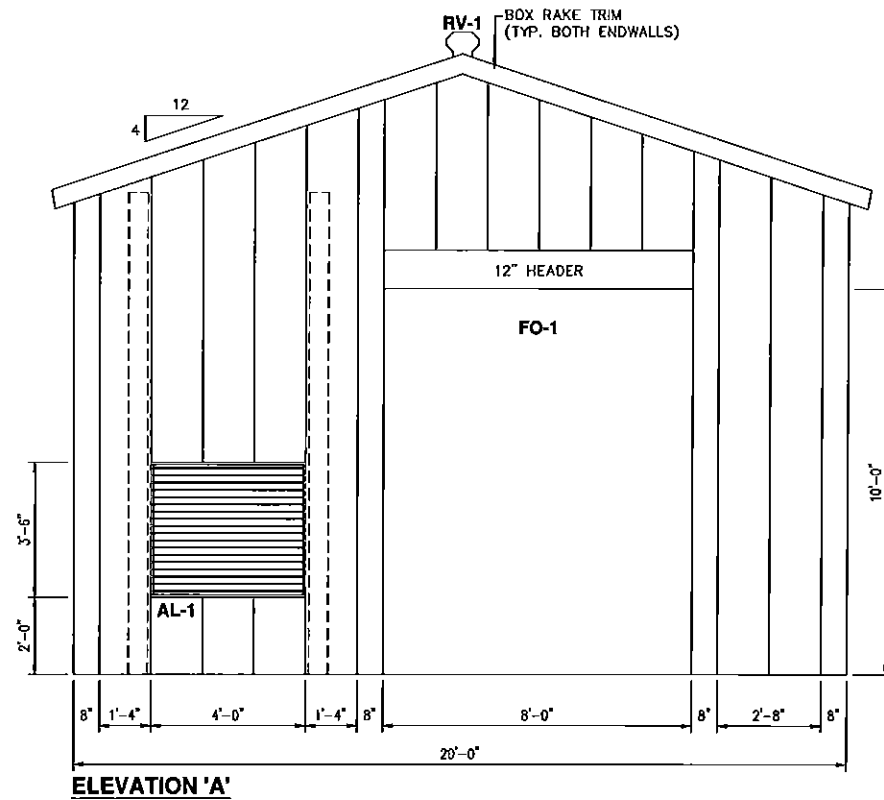 RV-1
BOX RAKE TRIM
(TYP. BOTH ENDWALLS)
12
4
12" HEADER
FO-1
10'-0"
3'-6"
AL-1
2'-0"
8"
1'-4"
4'-0"
1'-4"
8"
8'-0"
8"
2'-8"
8"
20'-0"
ELEVATION 'A'